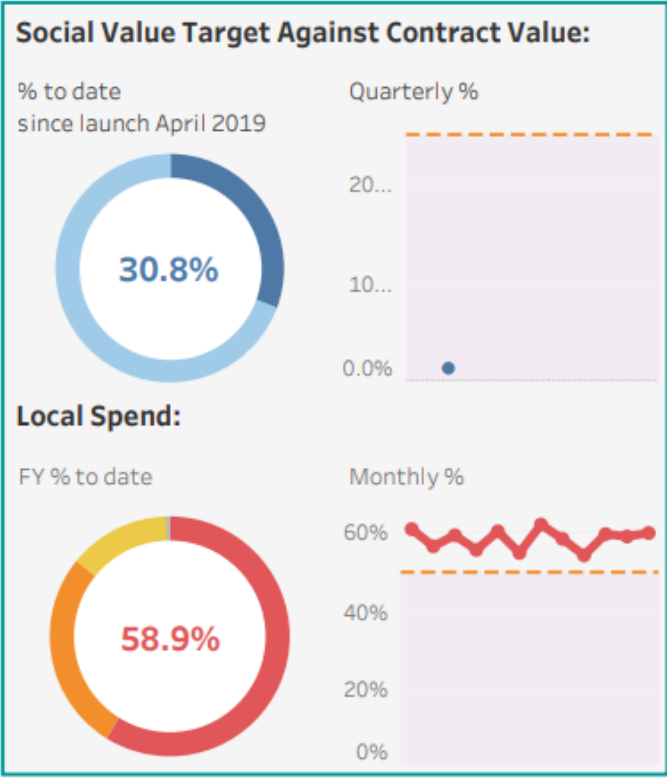 Social Value Target Against Contract Value:
% to date
since launch April 2019
30.8%
Quarterly %
20...
10...
0.0%
Local Spend:
FY % to date
58.9%
Monthly %
60%
40%
20%
0%